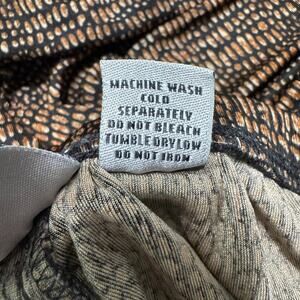 MACHINE WASH
COLD
SEPARATELY
DO NOT BLEACH
TUMBLE DRY LOW
DO NOT IRON